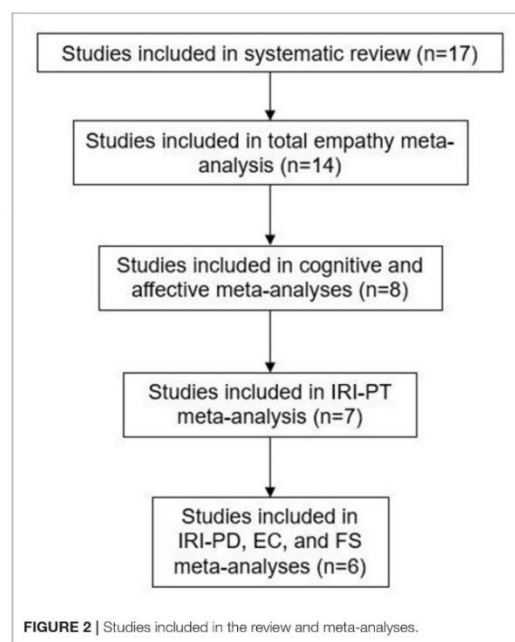 Studies included in systematic review (n=17)
Studies included in total empathy meta-
analysis (n=14)
Studies included in cognitive and
affective meta-analyses (n=8)
Studies included in IRI-PT
meta-analysis (n=7)
Studies included in
IRI-PD, EC, and FS
meta-analyses (n=6)
FIGURE 2 | Studies included in the review and meta-analyses.